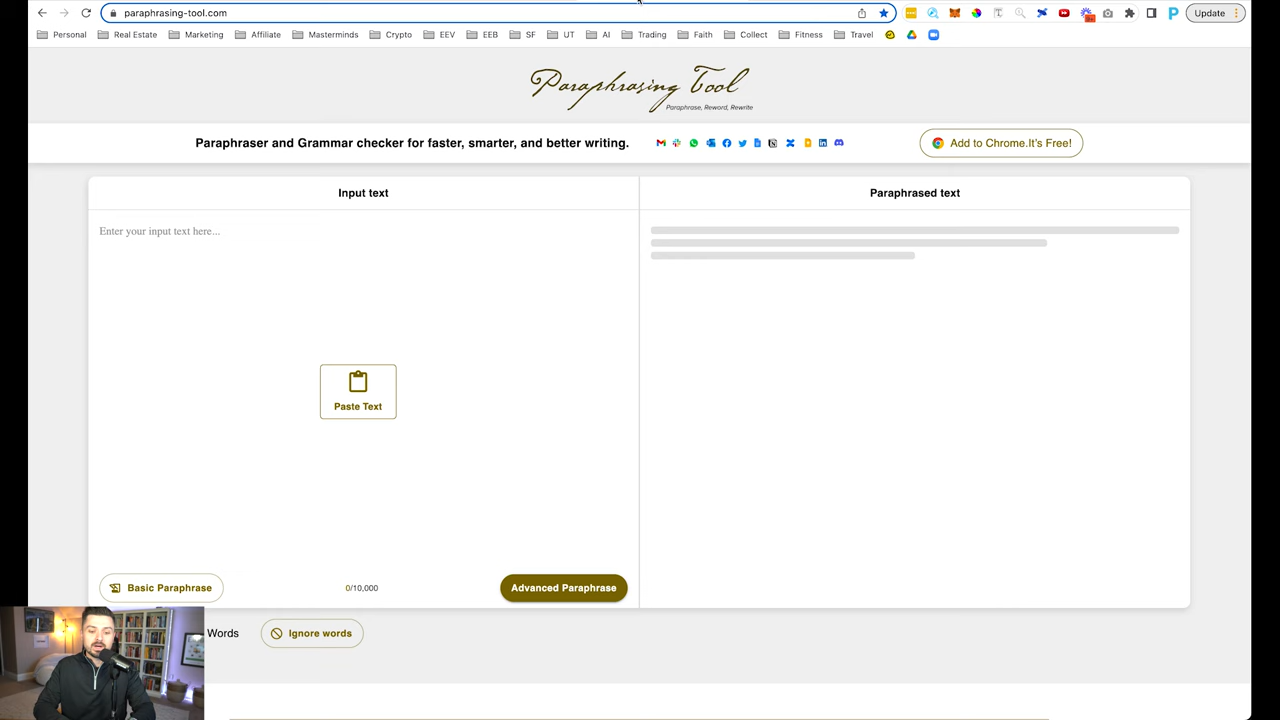 paraphrasing-tool.com
Update
Personal Real Estate Marketing Affiliate Masterminds Crypto EEV EEB SF UT AI Trading Faith Collect Fitness Travel
Paraphrasing Tool
Paraphrase, Reword, Rewrite
Paraphraser and Grammar checker for faster, smarter, and better writing.
Add to Chrome.It's Free!
Input text
Paraphrased text
Enter your input text here...
Paste Text
Basic Paraphrase
0/10,000
Advanced Paraphrase
Words
Ignore words